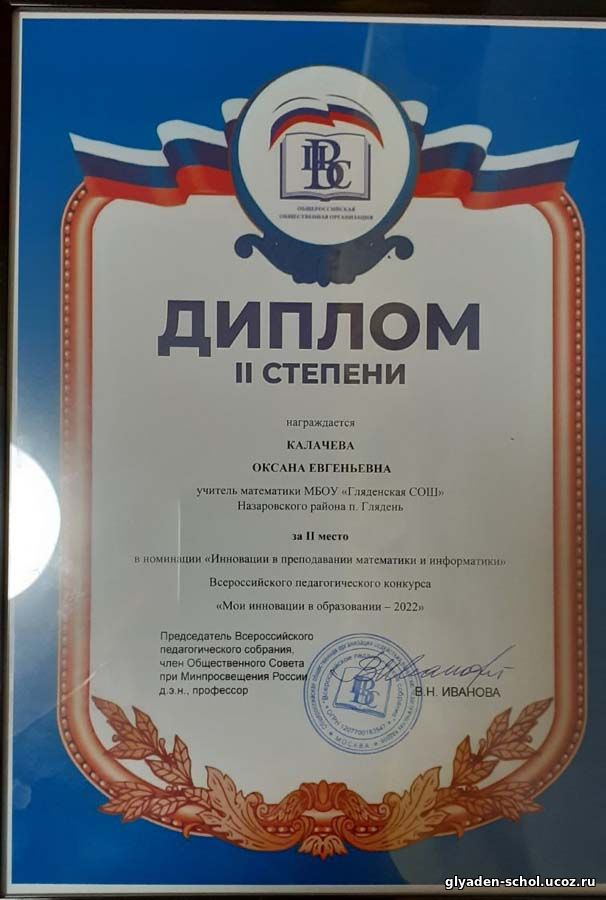 ВПС
ОБЩЕРОССИЙСКАЯ
ОБЩЕСТВЕННАЯ ОРГАНИЗАЦИЯ
ДИПЛОМ
II СТЕПЕНИ
награждается
КАЛАЧЕВА
ОКСАНА ЕВГЕНЬЕВНА
учитель математики МБОУ «Гляденская СОШ»
Назаровского района п. Глядень
за II место
в номинации «Инновации в преподавании математики и информатики»
Всероссийского педагогического конкурса
«Мои инновации в образовании – 2022»
Председатель Всероссийского
педагогического собрания,
член Общественного Совета
при Минпросвещения России
д.э.н., профессор
В.Н. ИВАНОВА
МОСКВА
glyaden-schol.ucoz.ru